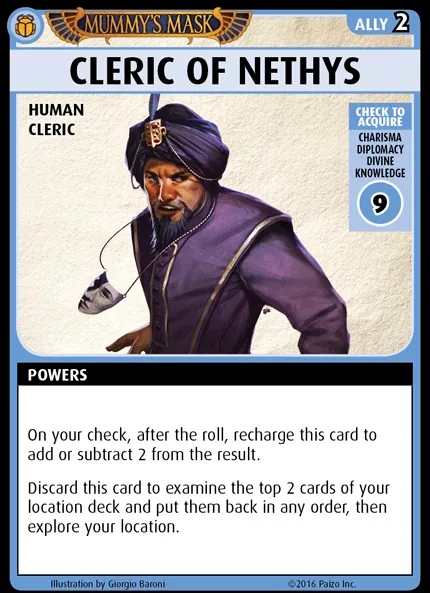 MUMMY'S MASK
ALLY 2
CLERIC OF NETHYS
HUMAN
CLERIC
CHECK TO
ACQUIRE
CHARISMA
DIPLOMACY
DIVINE
KNOWLEDGE
9
POWERS
On your check, after the roll, recharge this card to
add or subtract 2 from the result.
Discard this card to examine the top 2 cards of your
location deck and put them back in any order, then
explore your location.
Illustration by Giorgio Baroni
©2016 Paizo Inc.